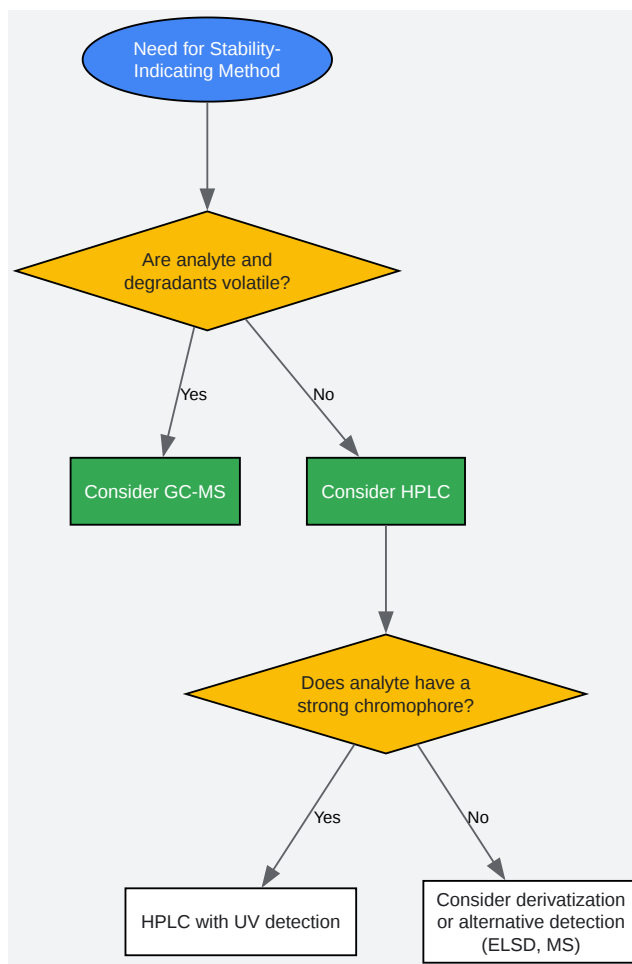 Need for Stability-
Indicating Method
Are analyte and
degradants volatile?
Yes
No
Consider GC-MS
Consider HPLC
Does analyte have a
strong chromophore?
Yes
No
HPLC with UV detection
Consider derivatization
or alternative detection
(ELSD, MS)